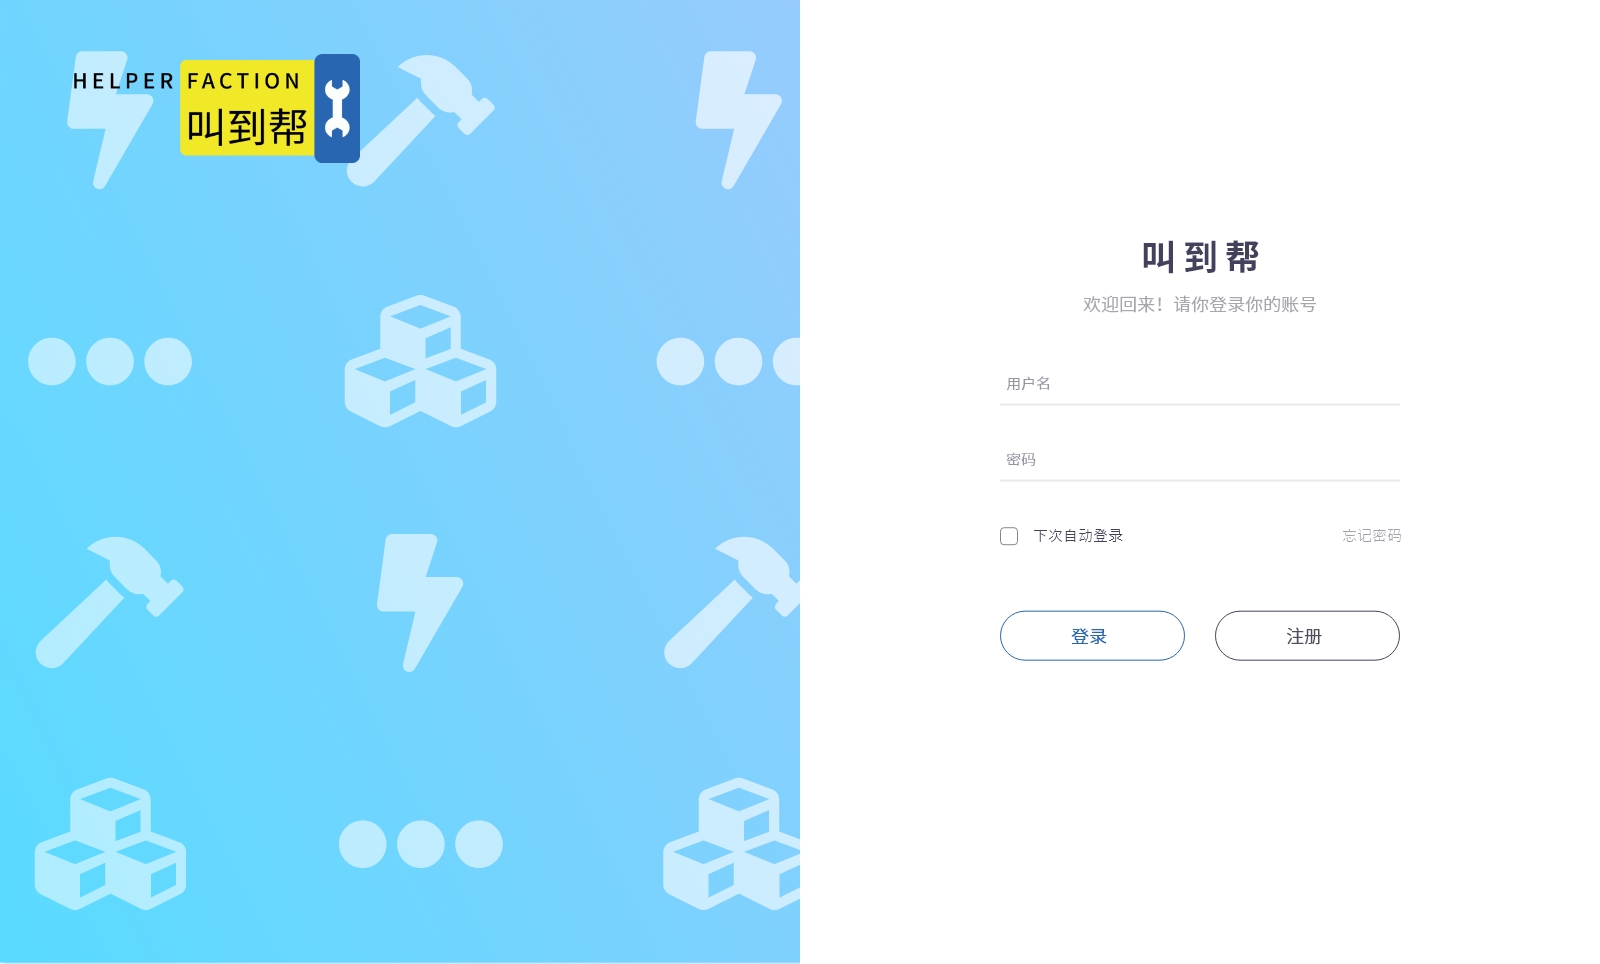 HELPER FACTION
叫到帮
叫到帮
欢迎回来！请你登录你的账号
用户名
密码
下次自动登录 忘记密码
登录 注册